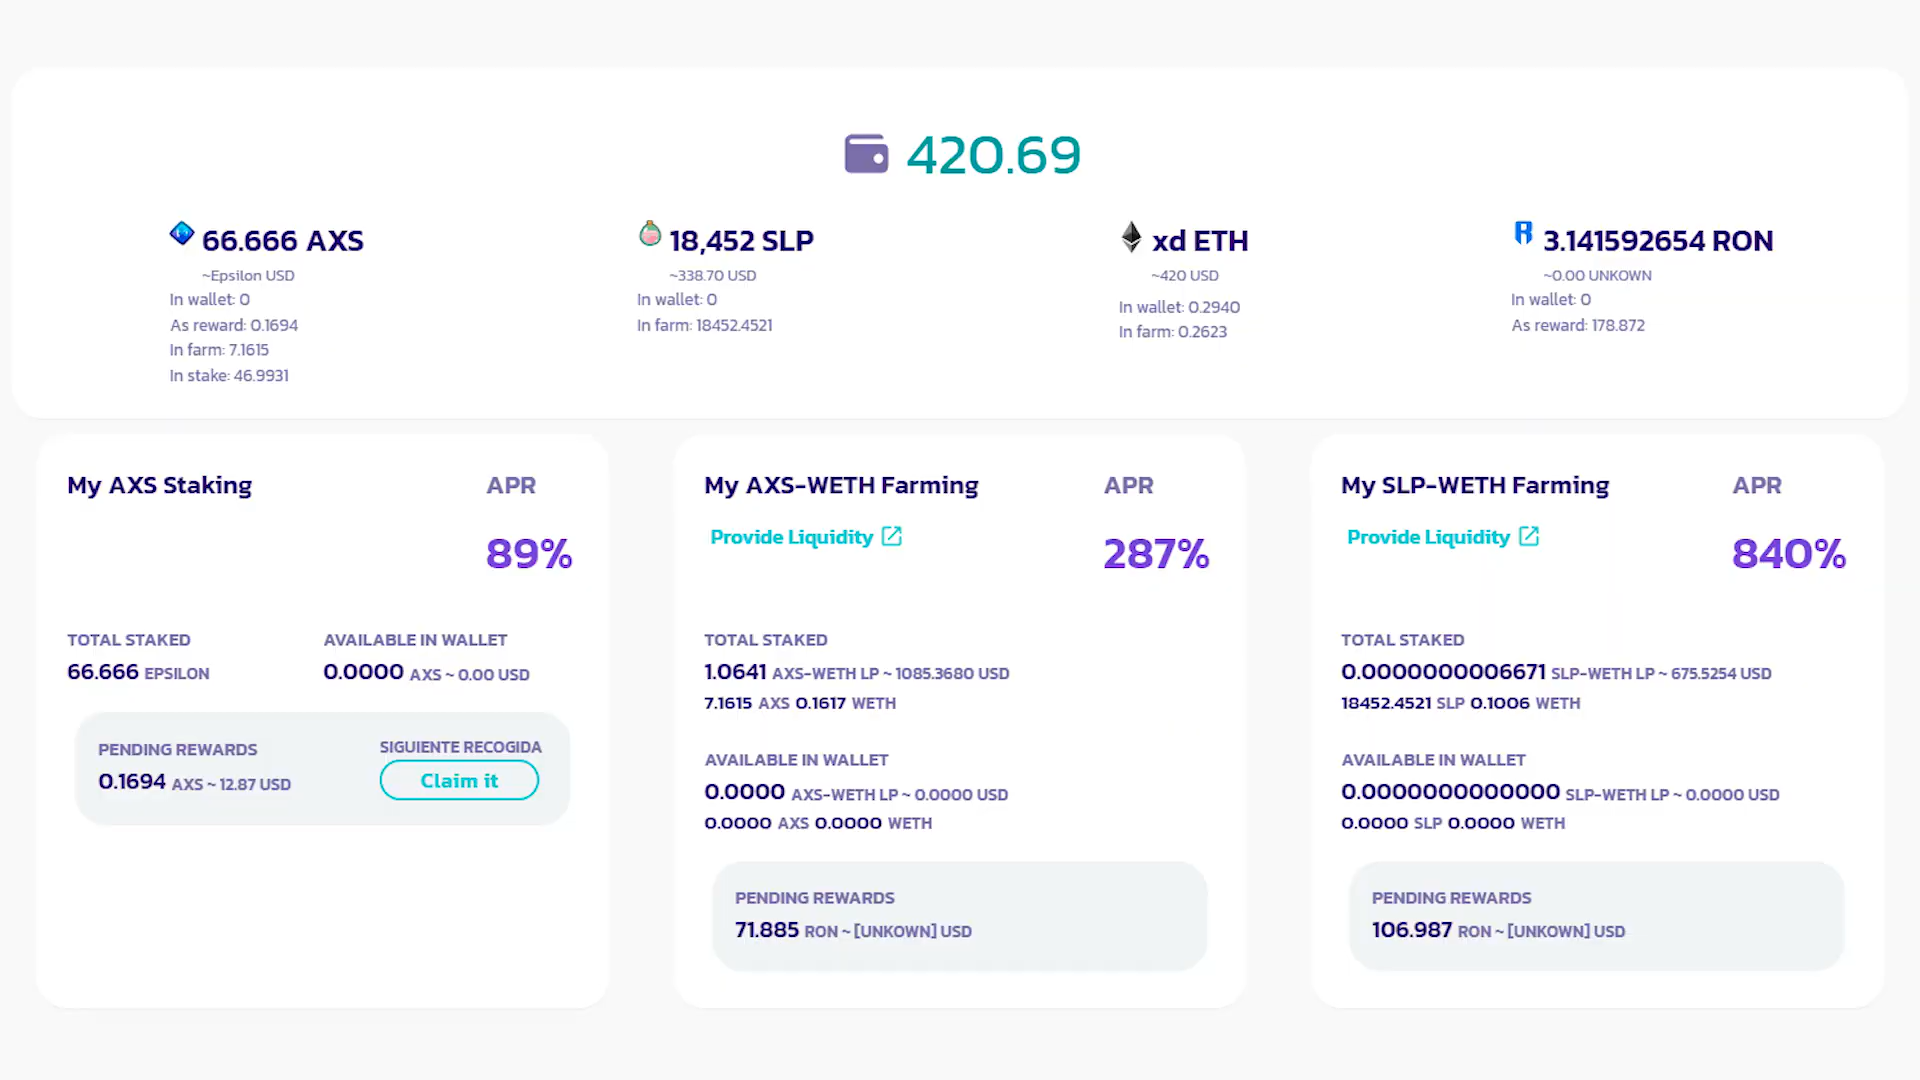 420.69
66.666 AXS
~Epsilon USD
In wallet: 0
As reward: 0.1694
In farm: 7.1615
In stake: 46.9931
18,452 SLP
~338.70 USD
In wallet: 0
In farm: 18452.4521
xd ETH
~420 USD
In wallet: 0.2940
In farm: 0.2623
3.141592654 RON
~0.00 UNKOWN
In wallet: 0
As reward: 178.872
My AXS Staking
APR
89%
TOTAL STAKED
66.666 EPSILON
AVAILABLE IN WALLET
0.0000 AXS ~ 0.00 USD
PENDING REWARDS
0.1694 AXS ~ 12.87 USD
SIGUIENTE RECOGIDA
Claim it
My AXS-WETH Farming
APR
Provide Liquidity
287%
TOTAL STAKED
1.0641 AXS-WETH LP ~ 1085.3680 USD
7.1615 AXS 0.1617 WETH
AVAILABLE IN WALLET
0.0000 AXS-WETH LP ~ 0.0000 USD
0.0000 AXS 0.0000 WETH
PENDING REWARDS
71.885 RON ~ [UNKOWN] USD
My SLP-WETH Farming
APR
Provide Liquidity
840%
TOTAL STAKED
0.0000000006671 SLP-WETH LP ~ 675.5254 USD
18452.4521 SLP 0.1006 WETH
AVAILABLE IN WALLET
0.0000000000000 SLP-WETH LP ~ 0.0000 USD
0.0000 SLP 0.0000 WETH
PENDING REWARDS
106.987 RON ~ [UNKOWN] USD